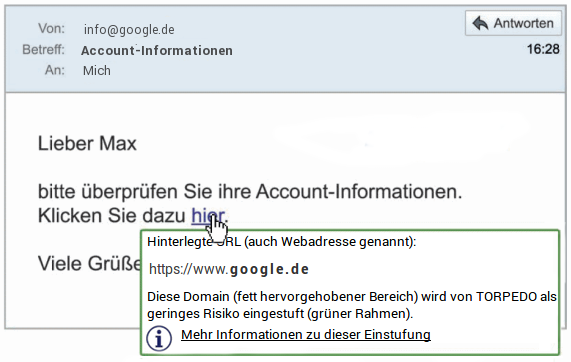 Von: info@google.de
Antworten
Betreff: Account-Informationen
16:28
An: Mich
Lieber Max
bitte überprüfen Sie ihre Account-Informationen.
Klicken Sie dazu hier.
Viele Grüße
Hinterlegte URL (auch Webadresse genannt):
https://www.google.de
Diese Domain (fett hervorgehobener Bereich) wird von TORPEDO als
geringes Risiko eingestuft (grüner Rahmen).
Mehr Informationen zu dieser Einstufung